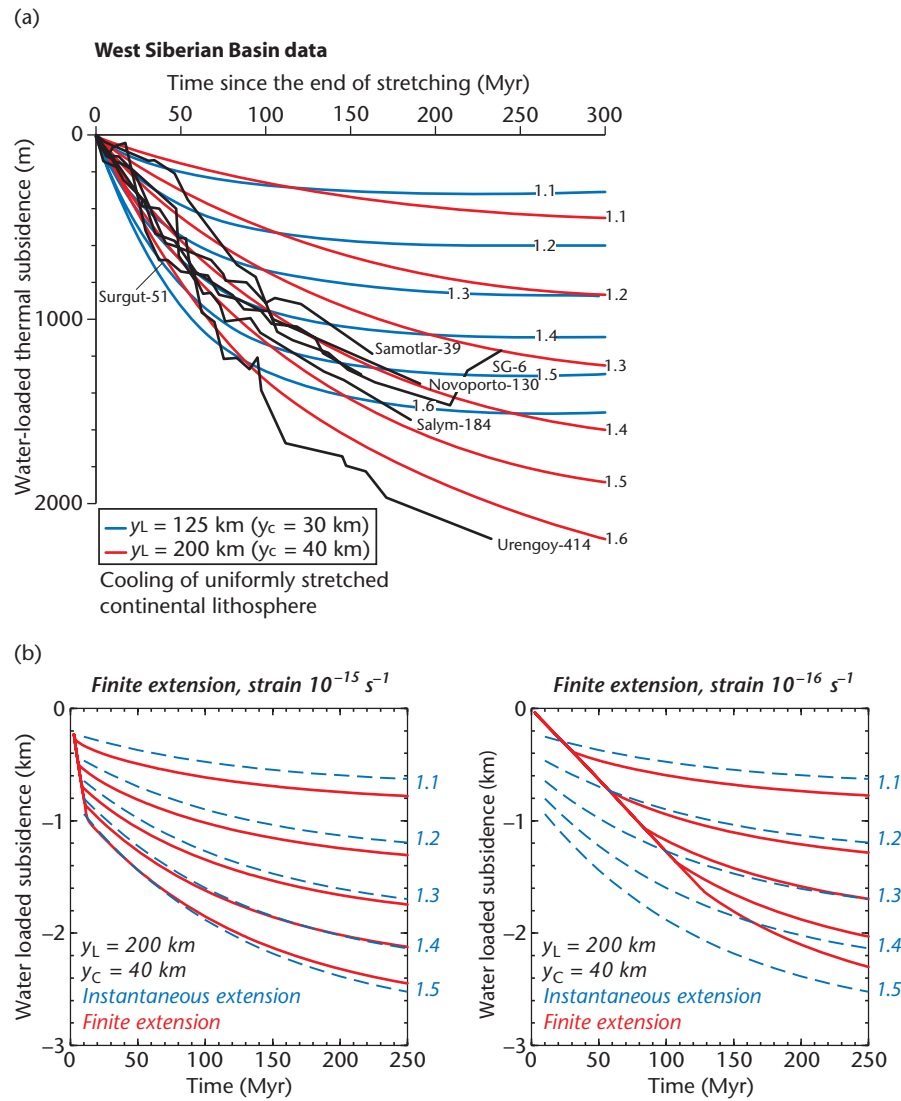 (a)
West Siberian Basin data
Time since the end of stretching (Myr)
0 50 100 150 200 250 300
Water-loaded thermal subsidence (m)
0
1000
2000
1.1
1.1
1.2
1.2
1.3
1.3
1.4
1.4
1.5
1.5
1.6
1.6
Surgut-51
Samotlar-39
SG-6
Novoporto-130
Salym-184
Urengoy-414
yL = 125 km (yc = 30 km)
yL = 200 km (yc = 40 km)
Cooling of uniformly stretched
continental lithosphere
(b)
Finite extension, strain 10⁻¹⁵ s⁻¹
Water loaded subsidence (km)
0
−1
−2
−3
1.1
1.2
1.3
1.4
1.5
yL = 200 km
yC = 40 km
Instantaneous extension
Finite extension
0 50 100 150 200 250
Time (Myr)
Finite extension, strain 10⁻¹⁶ s⁻¹
Water loaded subsidence (km)
0
−1
−2
−3
1.1
1.2
1.3
1.4
1.5
yL = 200 km
yC = 40 km
Instantaneous extension
Finite extension
0 50 100 150 200 250
Time (Myr)